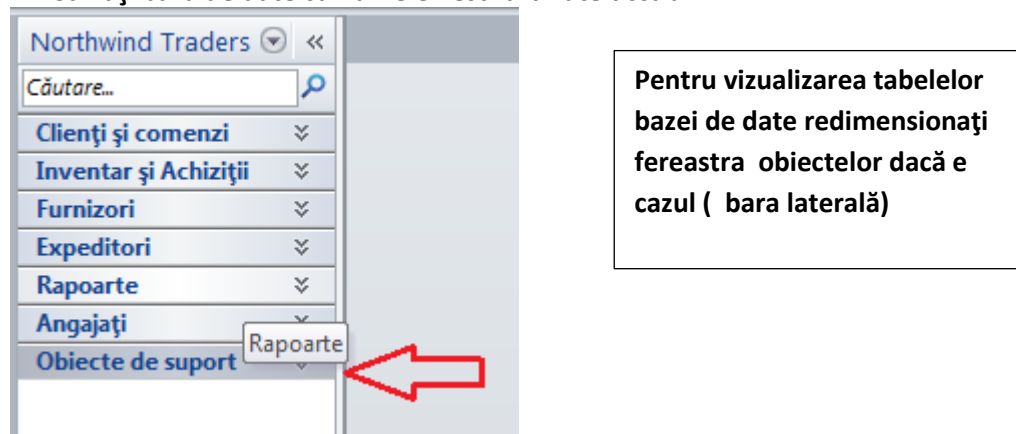 Northwind Traders
Căutare...
Clienţi şi comenzi
Inventar şi Achiziţii
Furnizori
Expeditori
Rapoarte
Angajaţi
Rapoarte
Obiecte de suport
Pentru vizualizarea tabelelor
bazei de date redimensionaţi
fereastra obiectelor dacă e
cazul ( bara laterală)